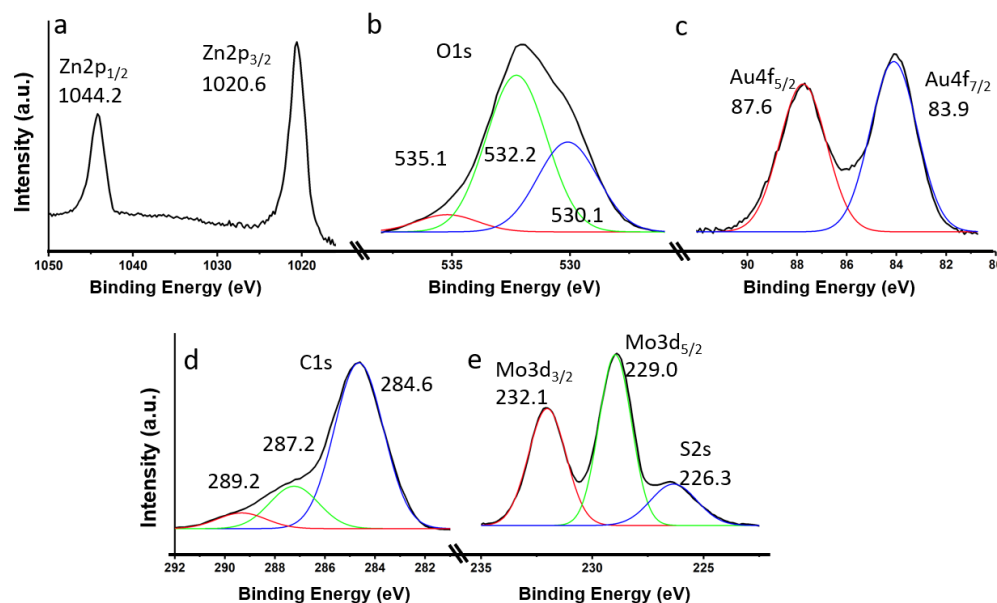 a
Zn2p1/2
1044.2
Zn2p3/2
1020.6
Intensity (a.u.)
1050 1040 1030 1020
Binding Energy (eV)
b
O1s
535.1
532.2
530.1
535 530
Binding Energy (eV)
c
Au4f5/2
87.6
Au4f7/2
83.9
90 88 86 84 82 80
Binding Energy (eV)
d
C1s
284.6
287.2
289.2
Intensity (a.u.)
292 290 288 286 284 282
Binding Energy (eV)
e
Mo3d3/2
232.1
Mo3d5/2
229.0
S2s
226.3
235 230 225
Binding Energy (eV)